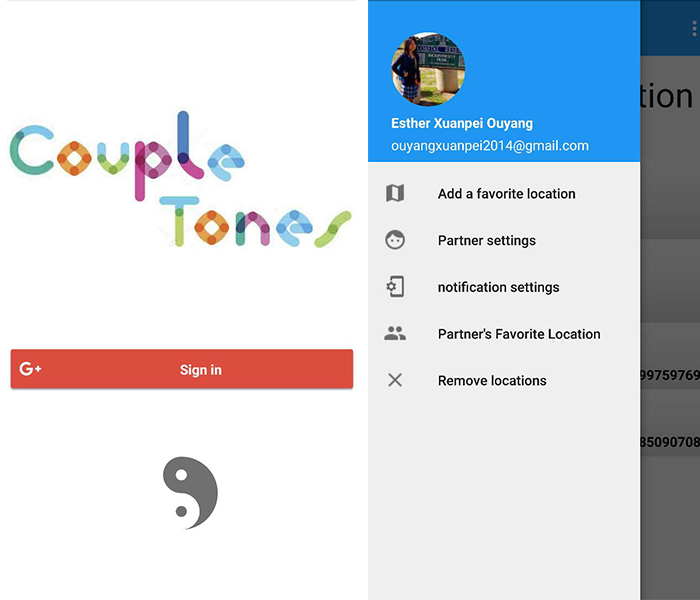 Couple
Tones
G+ Sign in
Esther Xuanpei Ouyang
ouyangxuanpei2014@gmail.com
Add a favorite location
Partner settings
notification settings
Partner's Favorite Location
Remove locations
tion
99759769
85090708